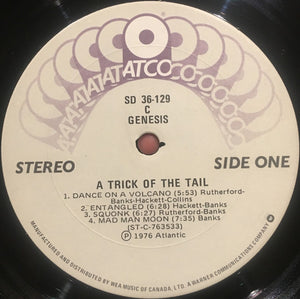 ATATATATATCOCOCOCOCO
SD 36-129
C
GENESIS
STEREO
SIDE ONE
A TRICK OF THE TAIL
1. DANCE ON A VOLCANO (5:53) Rutherford-
Banks-Hackett-Collins
2. ENTANGLED (6:28) Hackett-Banks
3. SQUONK (6:27) Rutherford-Banks
4. MAD MAN MOON (7:35) Banks
(ST-C-763533)
Ⓟ 1976 Atlantic
MANUFACTURED AND DISTRIBUTED BY WEA MUSIC OF CANADA, LTD. A WARNER COMMUNICATIONS COMPANY